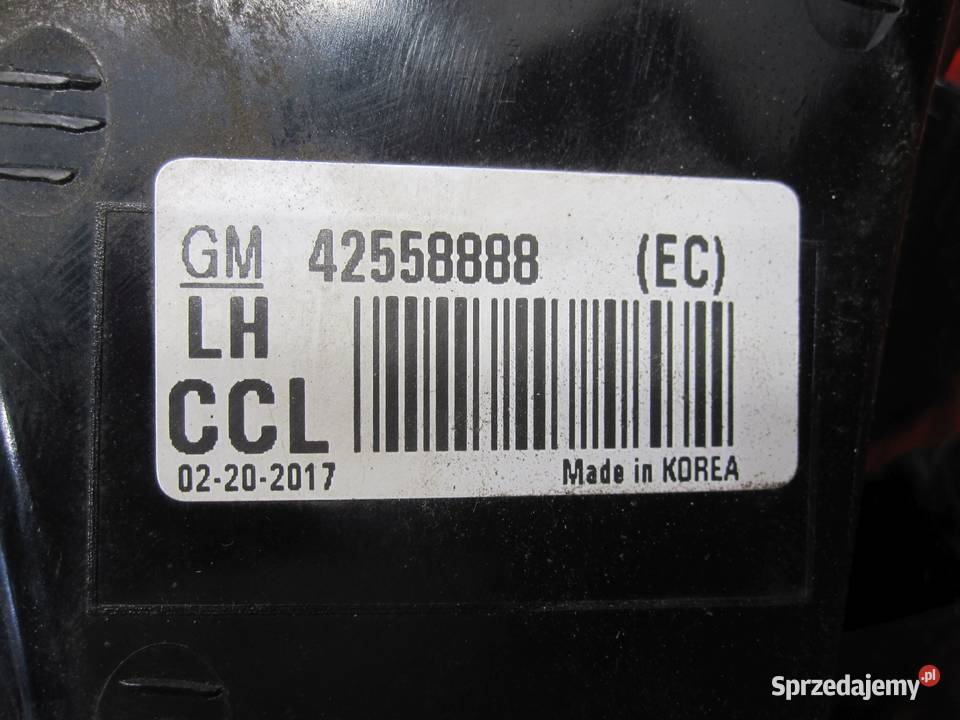 GM 42558888 (EC)
LH
CCL
02-20-2017 Made in KOREA
Sprzedajemy.pl